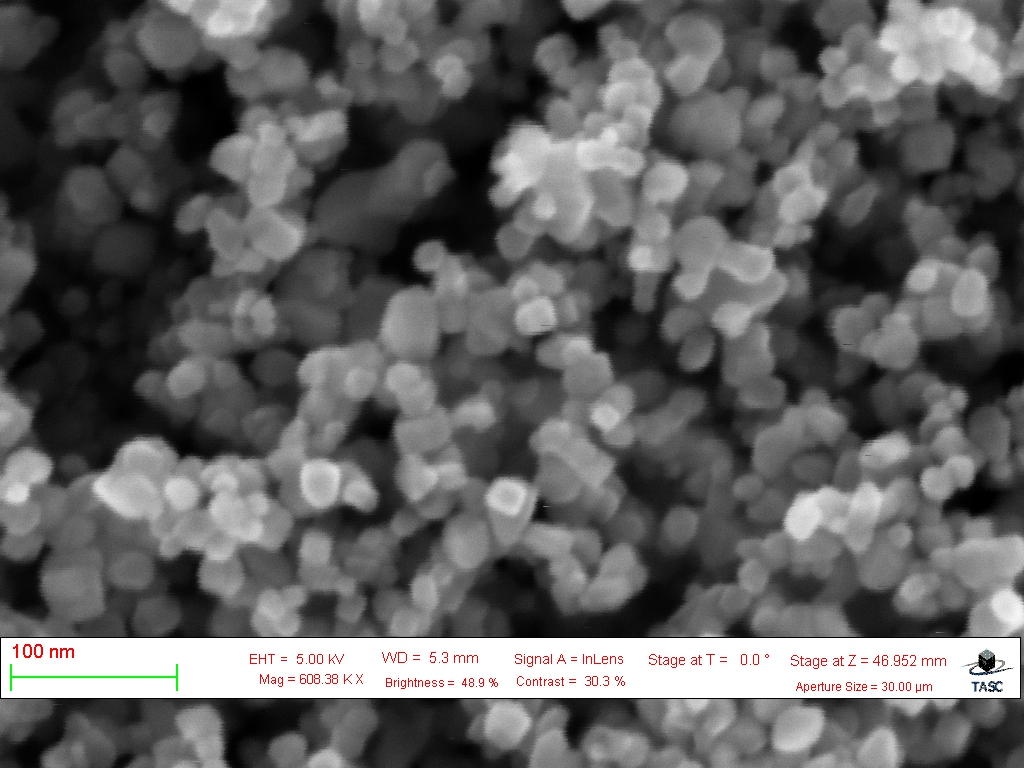 100 nm
EHT = 5.00 kV WD = 5.3 mm Signal A = InLens Stage at T = 0.0 ° Stage at Z = 46.952 mm
Mag = 608.38 K X Brightness = 48.9 % Contrast = 30.3 % Aperture Size = 30.00 µm
TASC